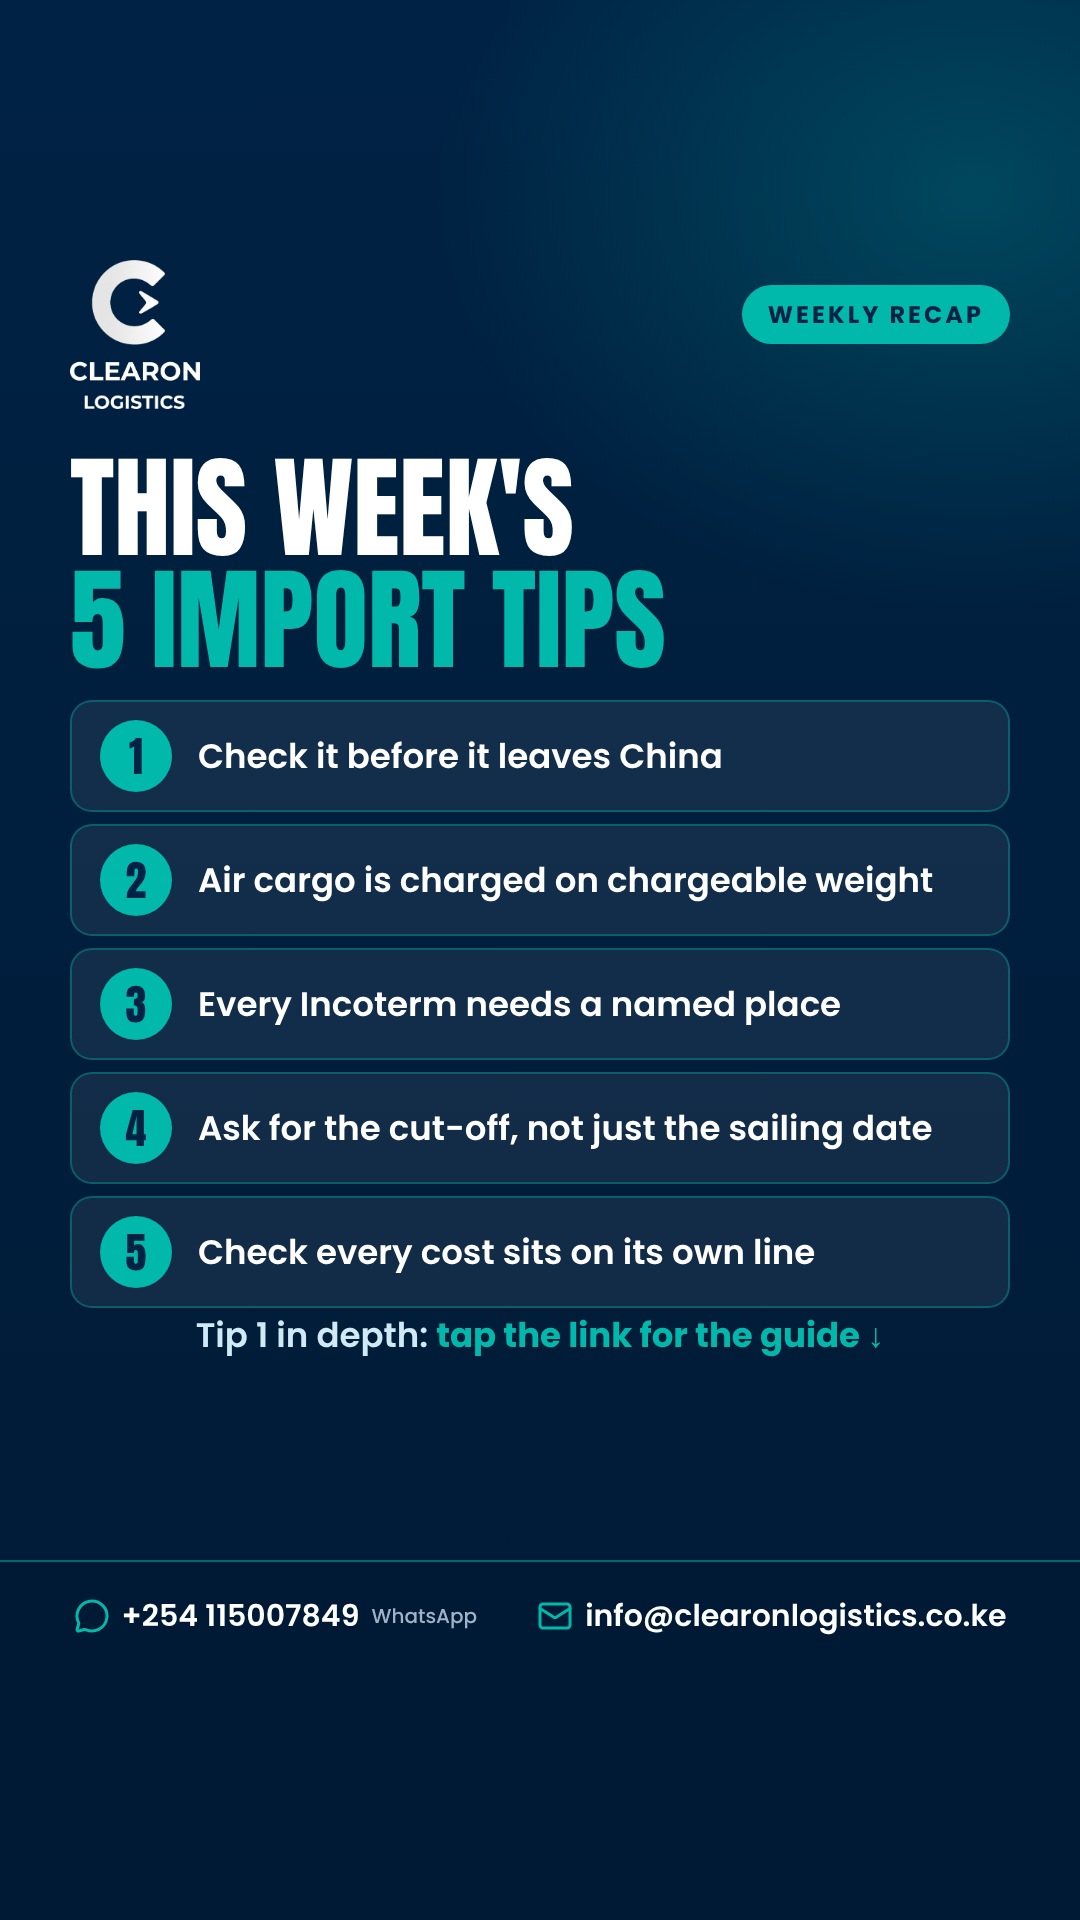 CLEARON
LOGISTICS
WEEKLY RECAP
THIS WEEK'S
5 IMPORT TIPS
1 Check it before it leaves China
2 Air cargo is charged on chargeable weight
3 Every Incoterm needs a named place
4 Ask for the cut-off, not just the sailing date
5 Check every cost sits on its own line
Tip 1 in depth: tap the link for the guide ↓
+254 115007849 WhatsApp
info@clearonlogistics.co.ke